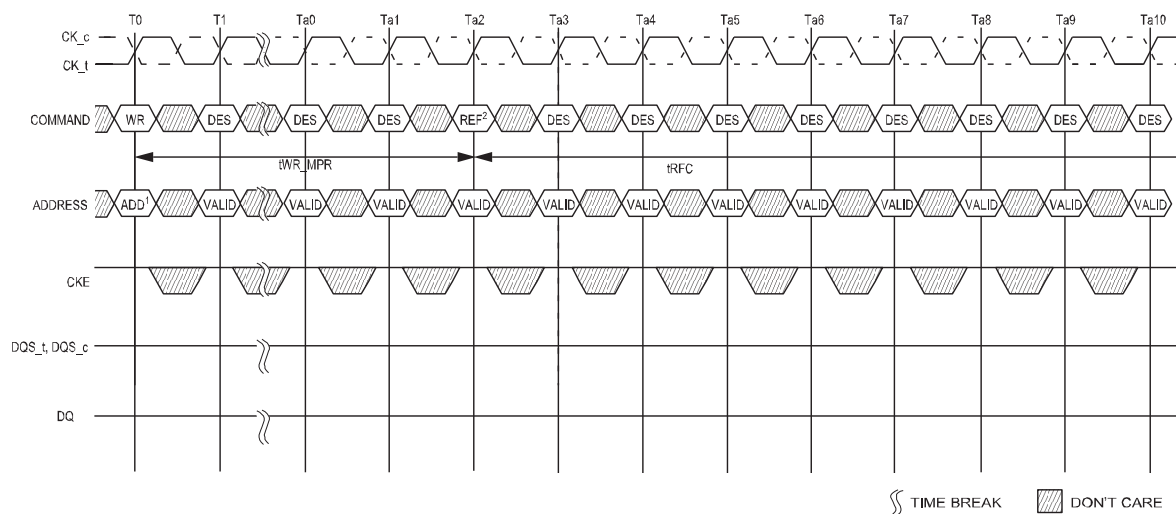 T0 T1 Ta0 Ta1 Ta2 Ta3 Ta4 Ta5 Ta6 Ta7 Ta8 Ta9 Ta10
CK_c
CK_t
COMMAND WR DES DES DES REF2 DES DES DES DES DES DES DES DES
tWR_MPR tRFC
ADDRESS ADD1 VALID VALID VALID VALID VALID VALID VALID VALID VALID VALID VALID VALID
CKE
DQS_t, DQS_c
DQ
TIME BREAK DON'T CARE